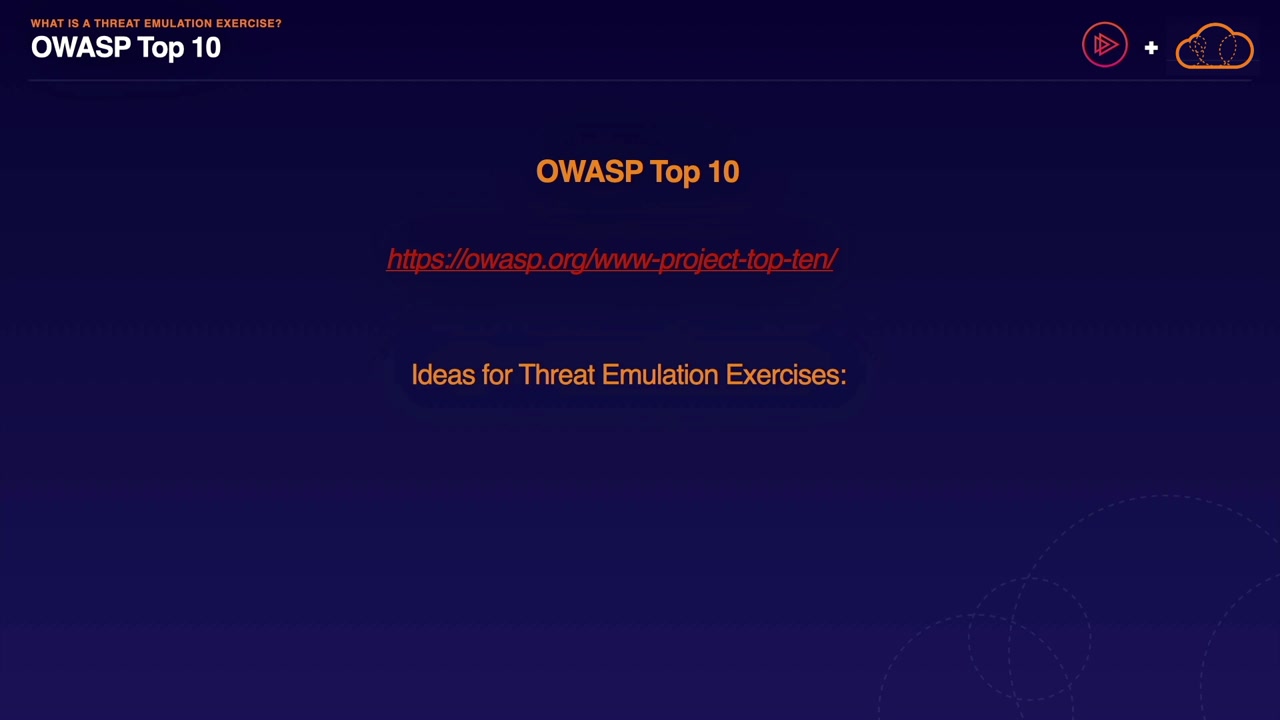 WHAT IS A THREAT EMULATION EXERCISE?
OWASP Top 10
+
OWASP Top 10
https://owasp.org/www-project-top-ten/
Ideas for Threat Emulation Exercises: